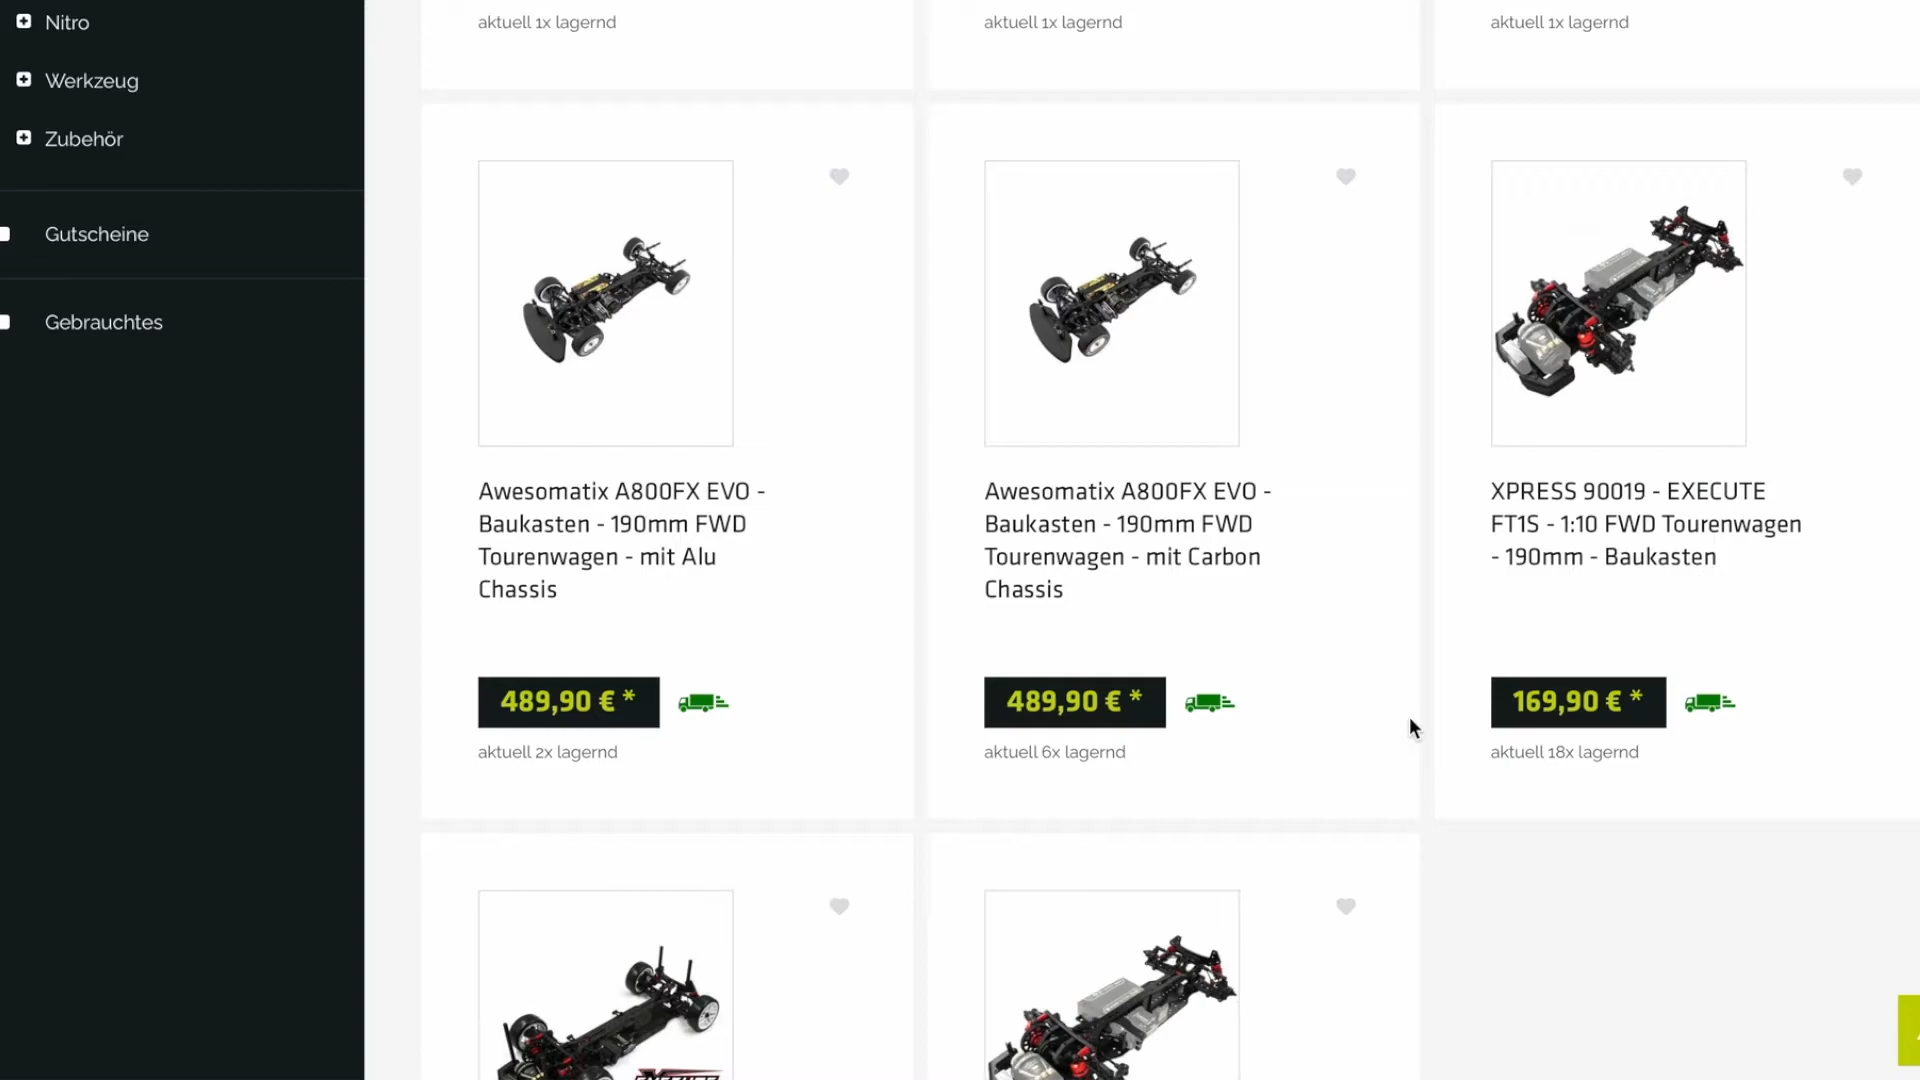 Nitro
Werkzeug
Zubehör
Gutscheine
Gebrauchtes
aktuell 1x lagernd
aktuell 1x lagernd
aktuell 1x lagernd
Awesomatix A800FX EVO -
Baukasten - 190mm FWD
Tourenwagen - mit Alu
Chassis
489,90 € *
aktuell 2x lagernd
Awesomatix A800FX EVO -
Baukasten - 190mm FWD
Tourenwagen - mit Carbon
Chassis
489,90 € *
aktuell 6x lagernd
XPRESS 90019 - EXECUTE
FT1S - 1:10 FWD Tourenwagen
- 190mm - Baukasten
169,90 € *
aktuell 18x lagernd